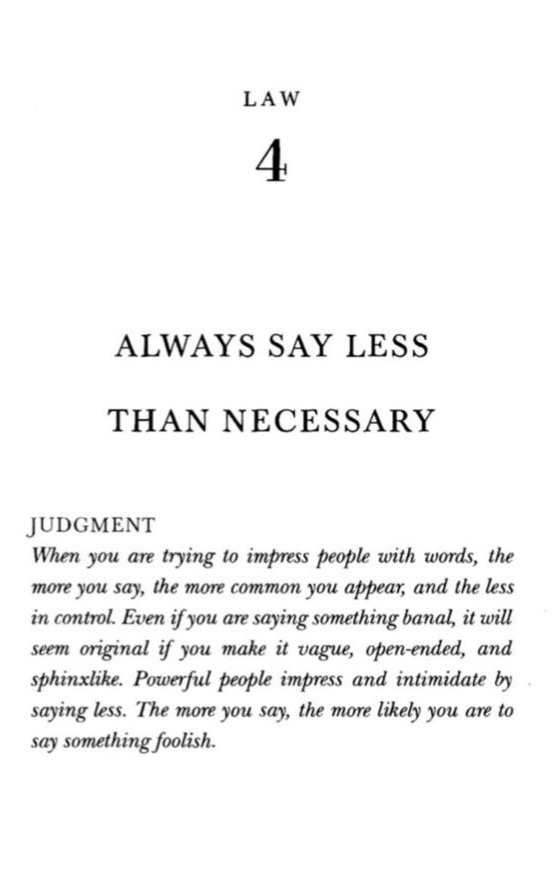 LAW
4
ALWAYS SAY LESS
THAN NECESSARY
JUDGMENT
When you are trying to impress people with words, the
more you say, the more common you appear, and the less
in control. Even if you are saying something banal, it will
seem original if you make it vague, open-ended, and
sphinxlike. Powerful people impress and intimidate by
saying less. The more you say, the more likely you are to
say something foolish.